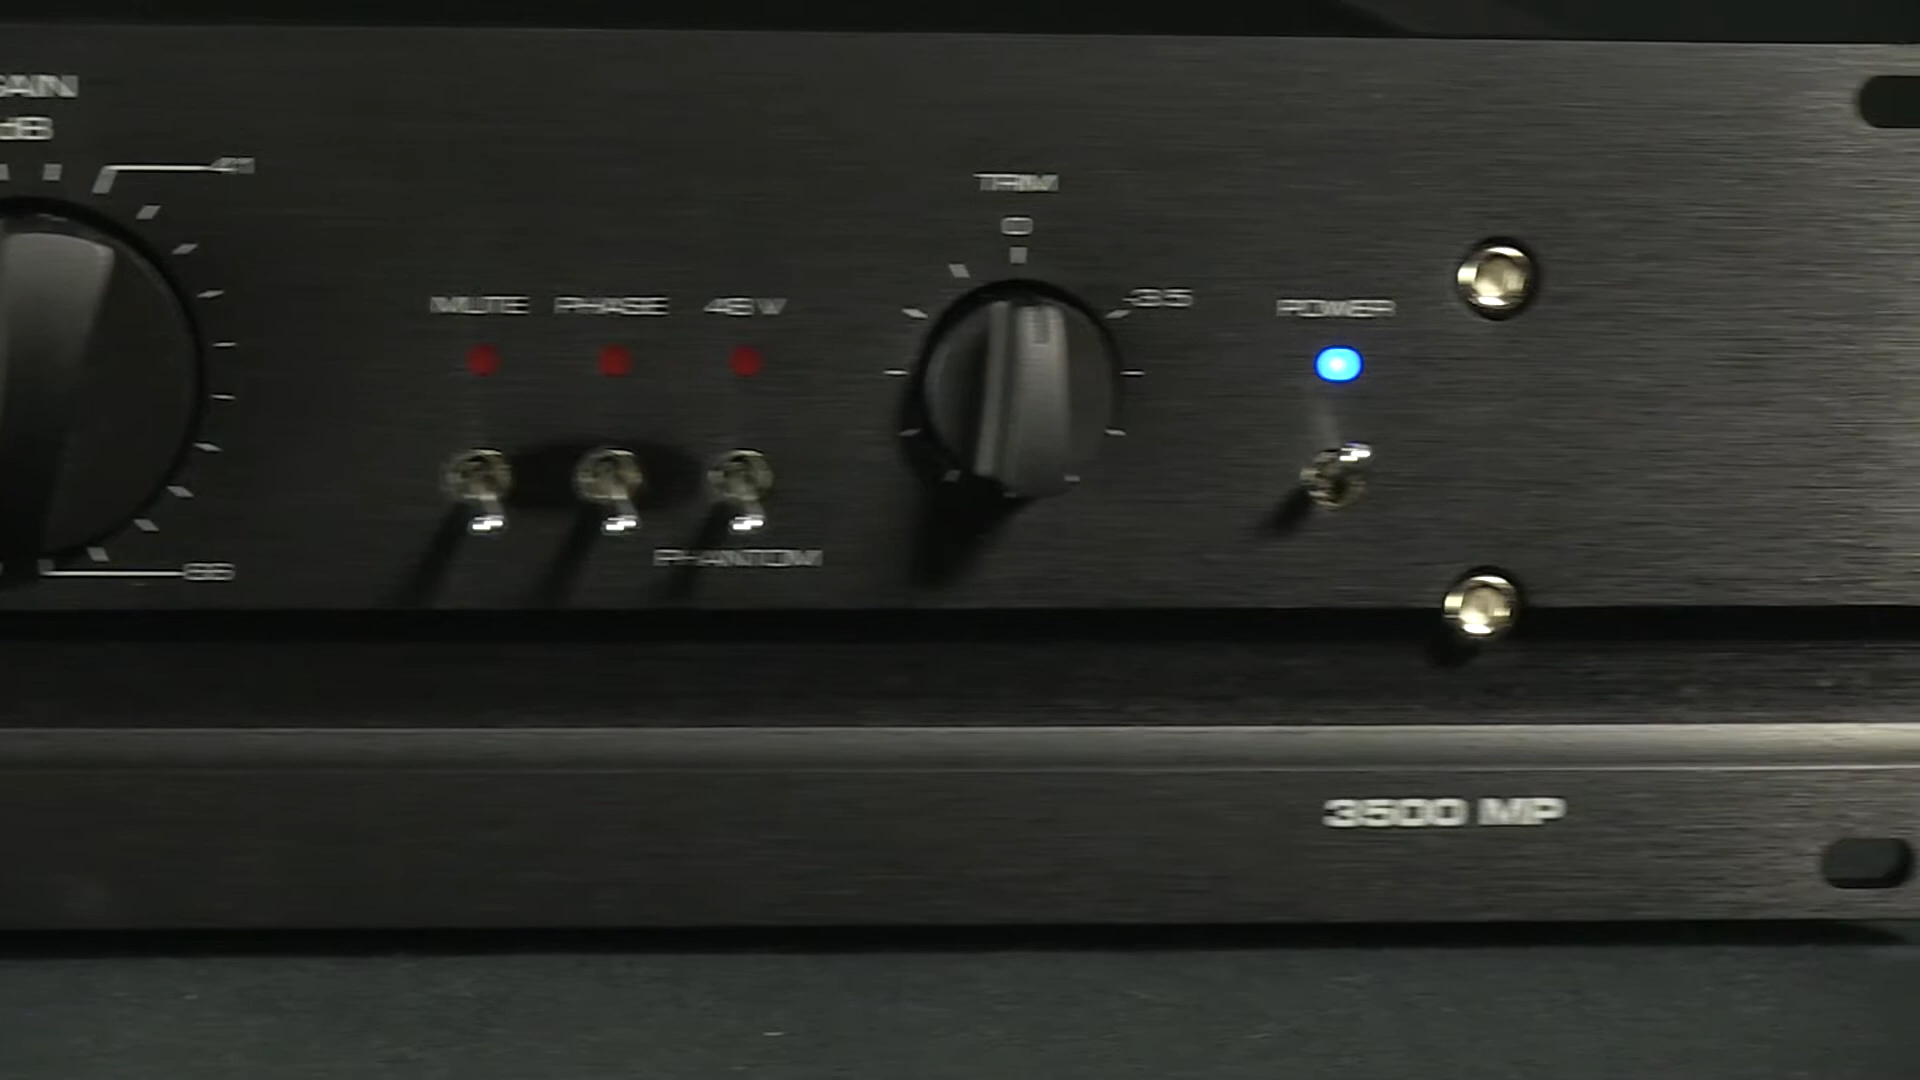 GAIN
dB
41
TRIM
0
MUTE PHASE 48V
35
POWER
PHANTOM
66
3500 MP